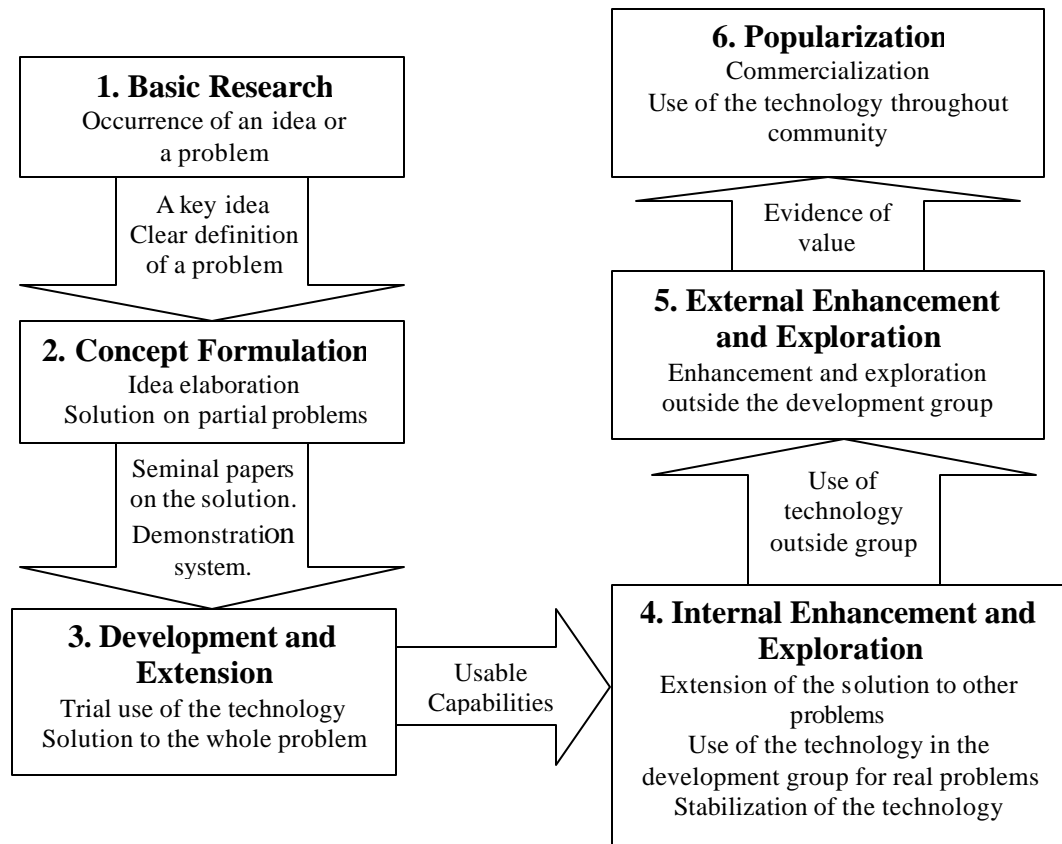 1. Basic Research
Occurrence of an idea or
a problem
A key idea
Clear definition
of a problem
2. Concept Formulation
Idea elaboration
Solution on partial problems
Seminal papers
on the solution.
Demonstration
system.
3. Development and
Extension
Trial use of the technology
Solution to the whole problem
Usable
Capabilities
4. Internal Enhancement and
Exploration
Extension of the solution to other
problems
Use of the technology in the
development group for real problems
Stabilization of the technology
Use of
technology
outside group
5. External Enhancement
and Exploration
Enhancement and exploration
outside the development group
Evidence of
value
6. Popularization
Commercialization
Use of the technology throughout
community